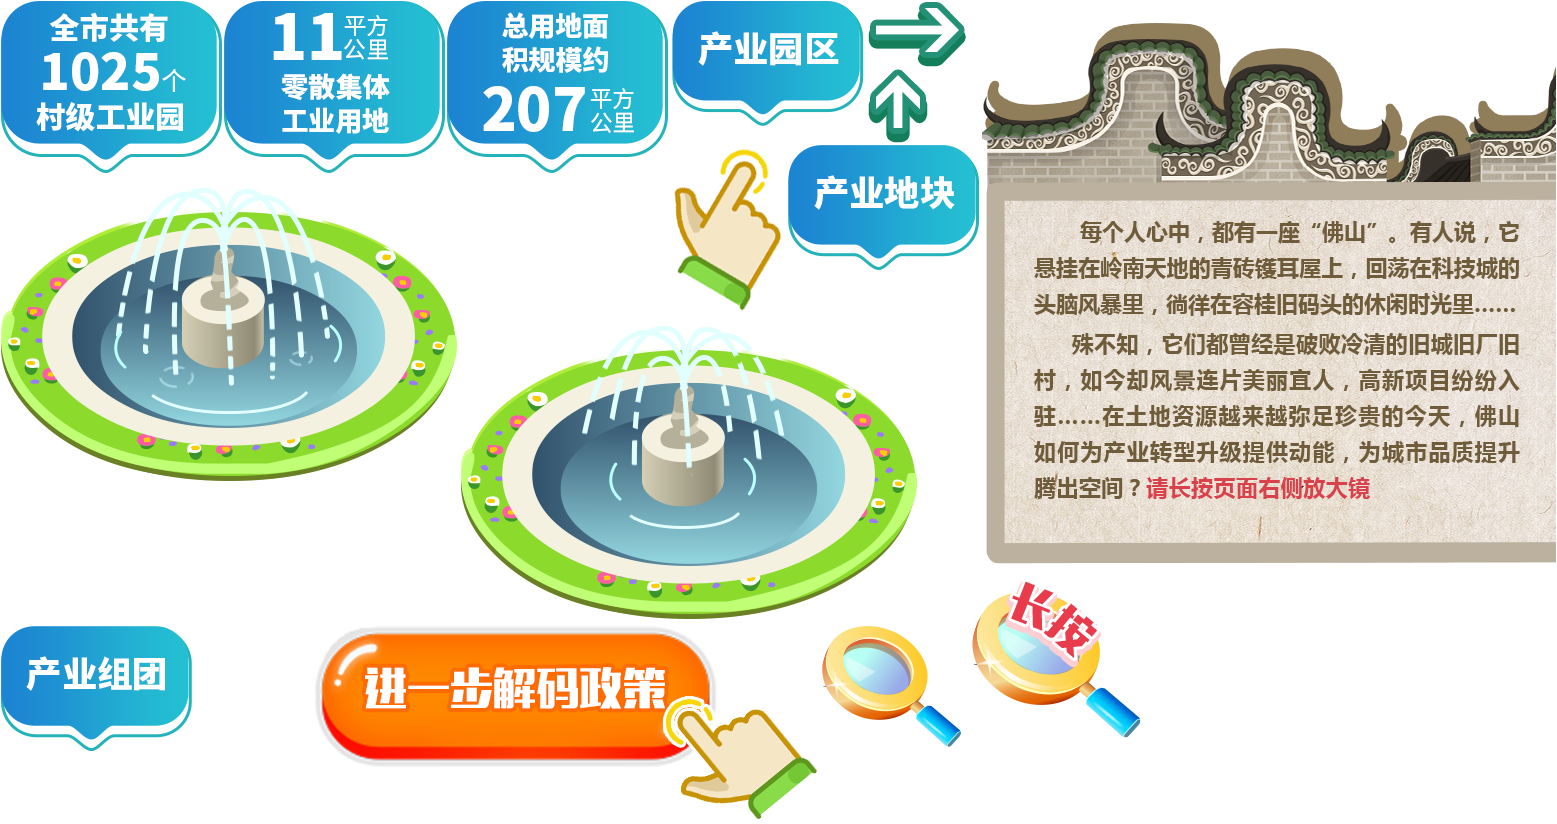 全市共有
1025个
村级工业园
11平方公里
零散集体
工业用地
总用地面
积规模约
207平方公里
产业园区
产业地块
每个人心中，都有一座“佛山”。有人说，它
悬挂在岭南天地的青砖镬耳屋上，回荡在科技城的
头脑风暴里，徜徉在容桂旧码头的休闲时光里……
殊不知，它们都曾经是破败冷清的旧城旧厂旧
村，如今却风景连片美丽宜人，高新项目纷纷入
驻……在土地资源越来越弥足珍贵的今天，佛山
如何为产业转型升级提供动能，为城市品质提升
腾出空间？请长按页面右侧放大镜
产业组团
进一步解码政策
长按